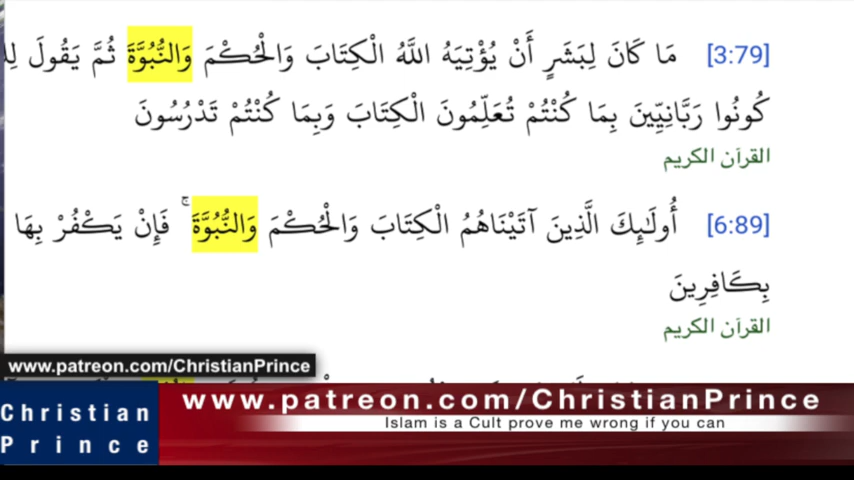 [3:79] مَا كَانَ لِبَشَرٍ أَنْ يُؤْتِيَهُ اللَّهُ الْكِتَابَ وَالْحُكْمَ وَالنُّبُوَّةَ ثُمَّ يَقُولَ
كُونُوا رَبَّانِيِّينَ بِمَا كُنْتُمْ تُعَلِّمُونَ الْكِتَابَ وَبِمَا كُنْتُمْ تَدْرُسُونَ
القرآن الكريم
[6:89] أُولَٰئِكَ الَّذِينَ آتَيْنَاهُمُ الْكِتَابَ وَالْحُكْمَ وَالنُّبُوَّةَ ۚ فَإِنْ يَكْفُرْ بِهَا
بِكَافِرِينَ
القرآن الكريم
www.patreon.com/ChristianPrince
www.patreon.com/ChristianPrince
Islam is a Cult prove me wrong if you can
Christian
Prince